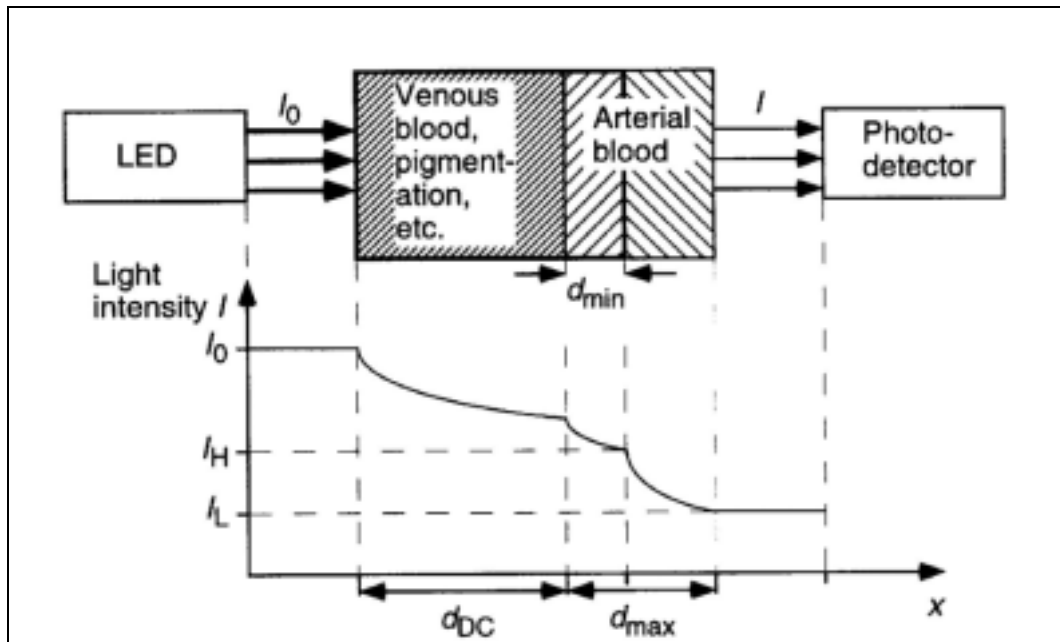 LED
I0
Venous
blood,
pigment-
ation,
etc.
Arterial
blood
I
Photo-
detector
dmin
Light
intensity I
I0
IH
IL
dDC
dmax
x